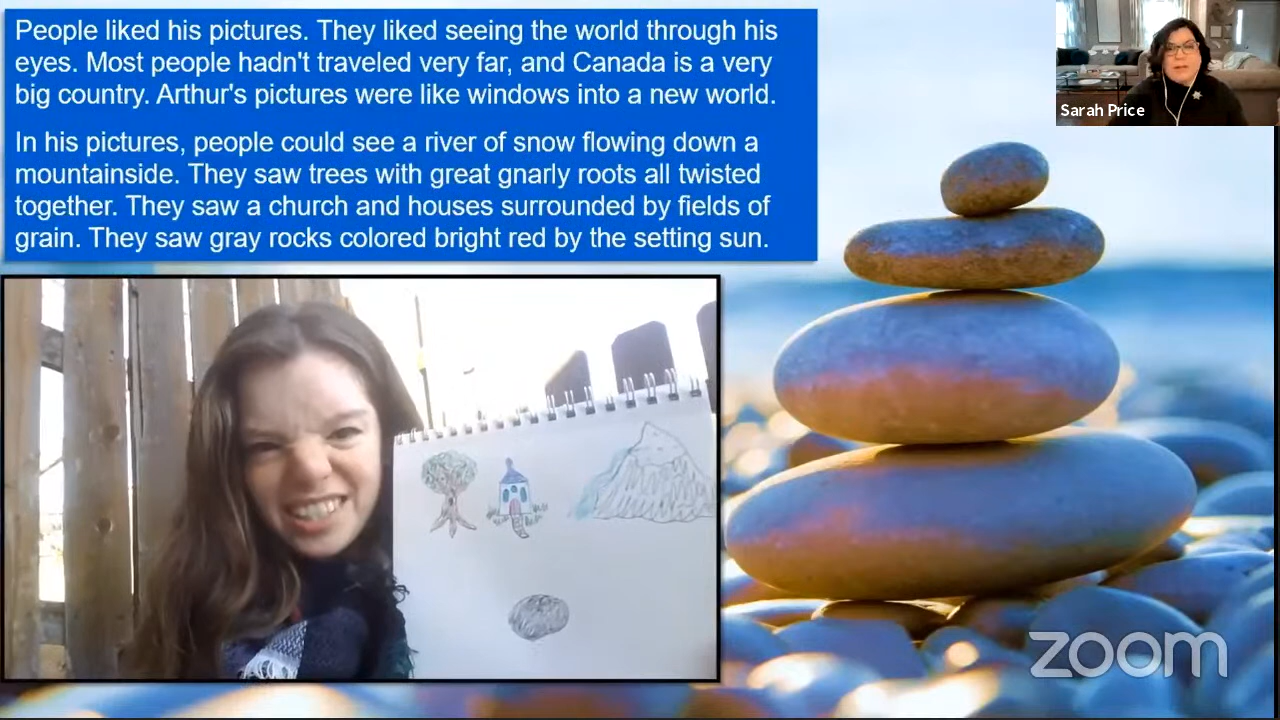 People liked his pictures. They liked seeing the world through his
eyes. Most people hadn't traveled very far, and Canada is a very
big country. Arthur's pictures were like windows into a new world.
In his pictures, people could see a river of snow flowing down a
mountainside. They saw trees with great gnarly roots all twisted
together. They saw a church and houses surrounded by fields of
grain. They saw gray rocks colored bright red by the setting sun.
Sarah Price
zoom